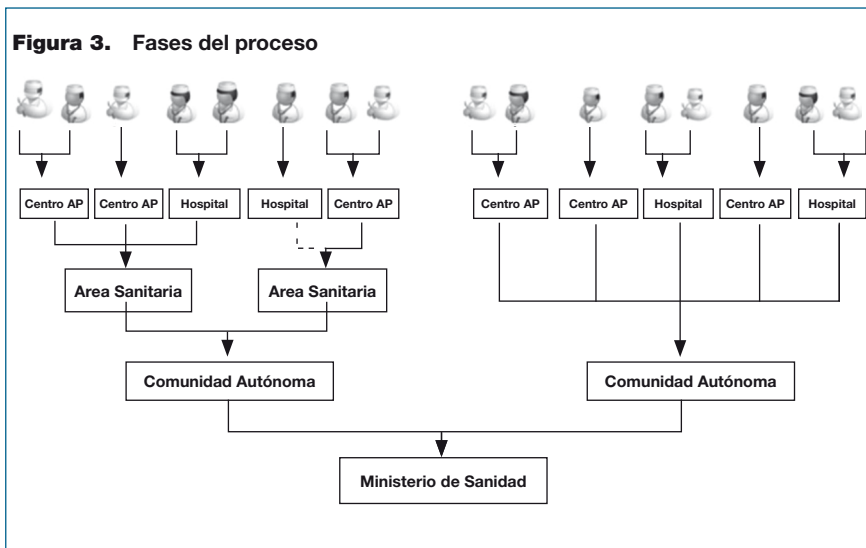 Figura 3. Fases del proceso
Centro AP Centro AP Hospital Hospital Centro AP Centro AP Centro AP Hospital Centro AP Hospital
Area Sanitaria Area Sanitaria
Comunidad Autónoma Comunidad Autónoma
Ministerio de Sanidad